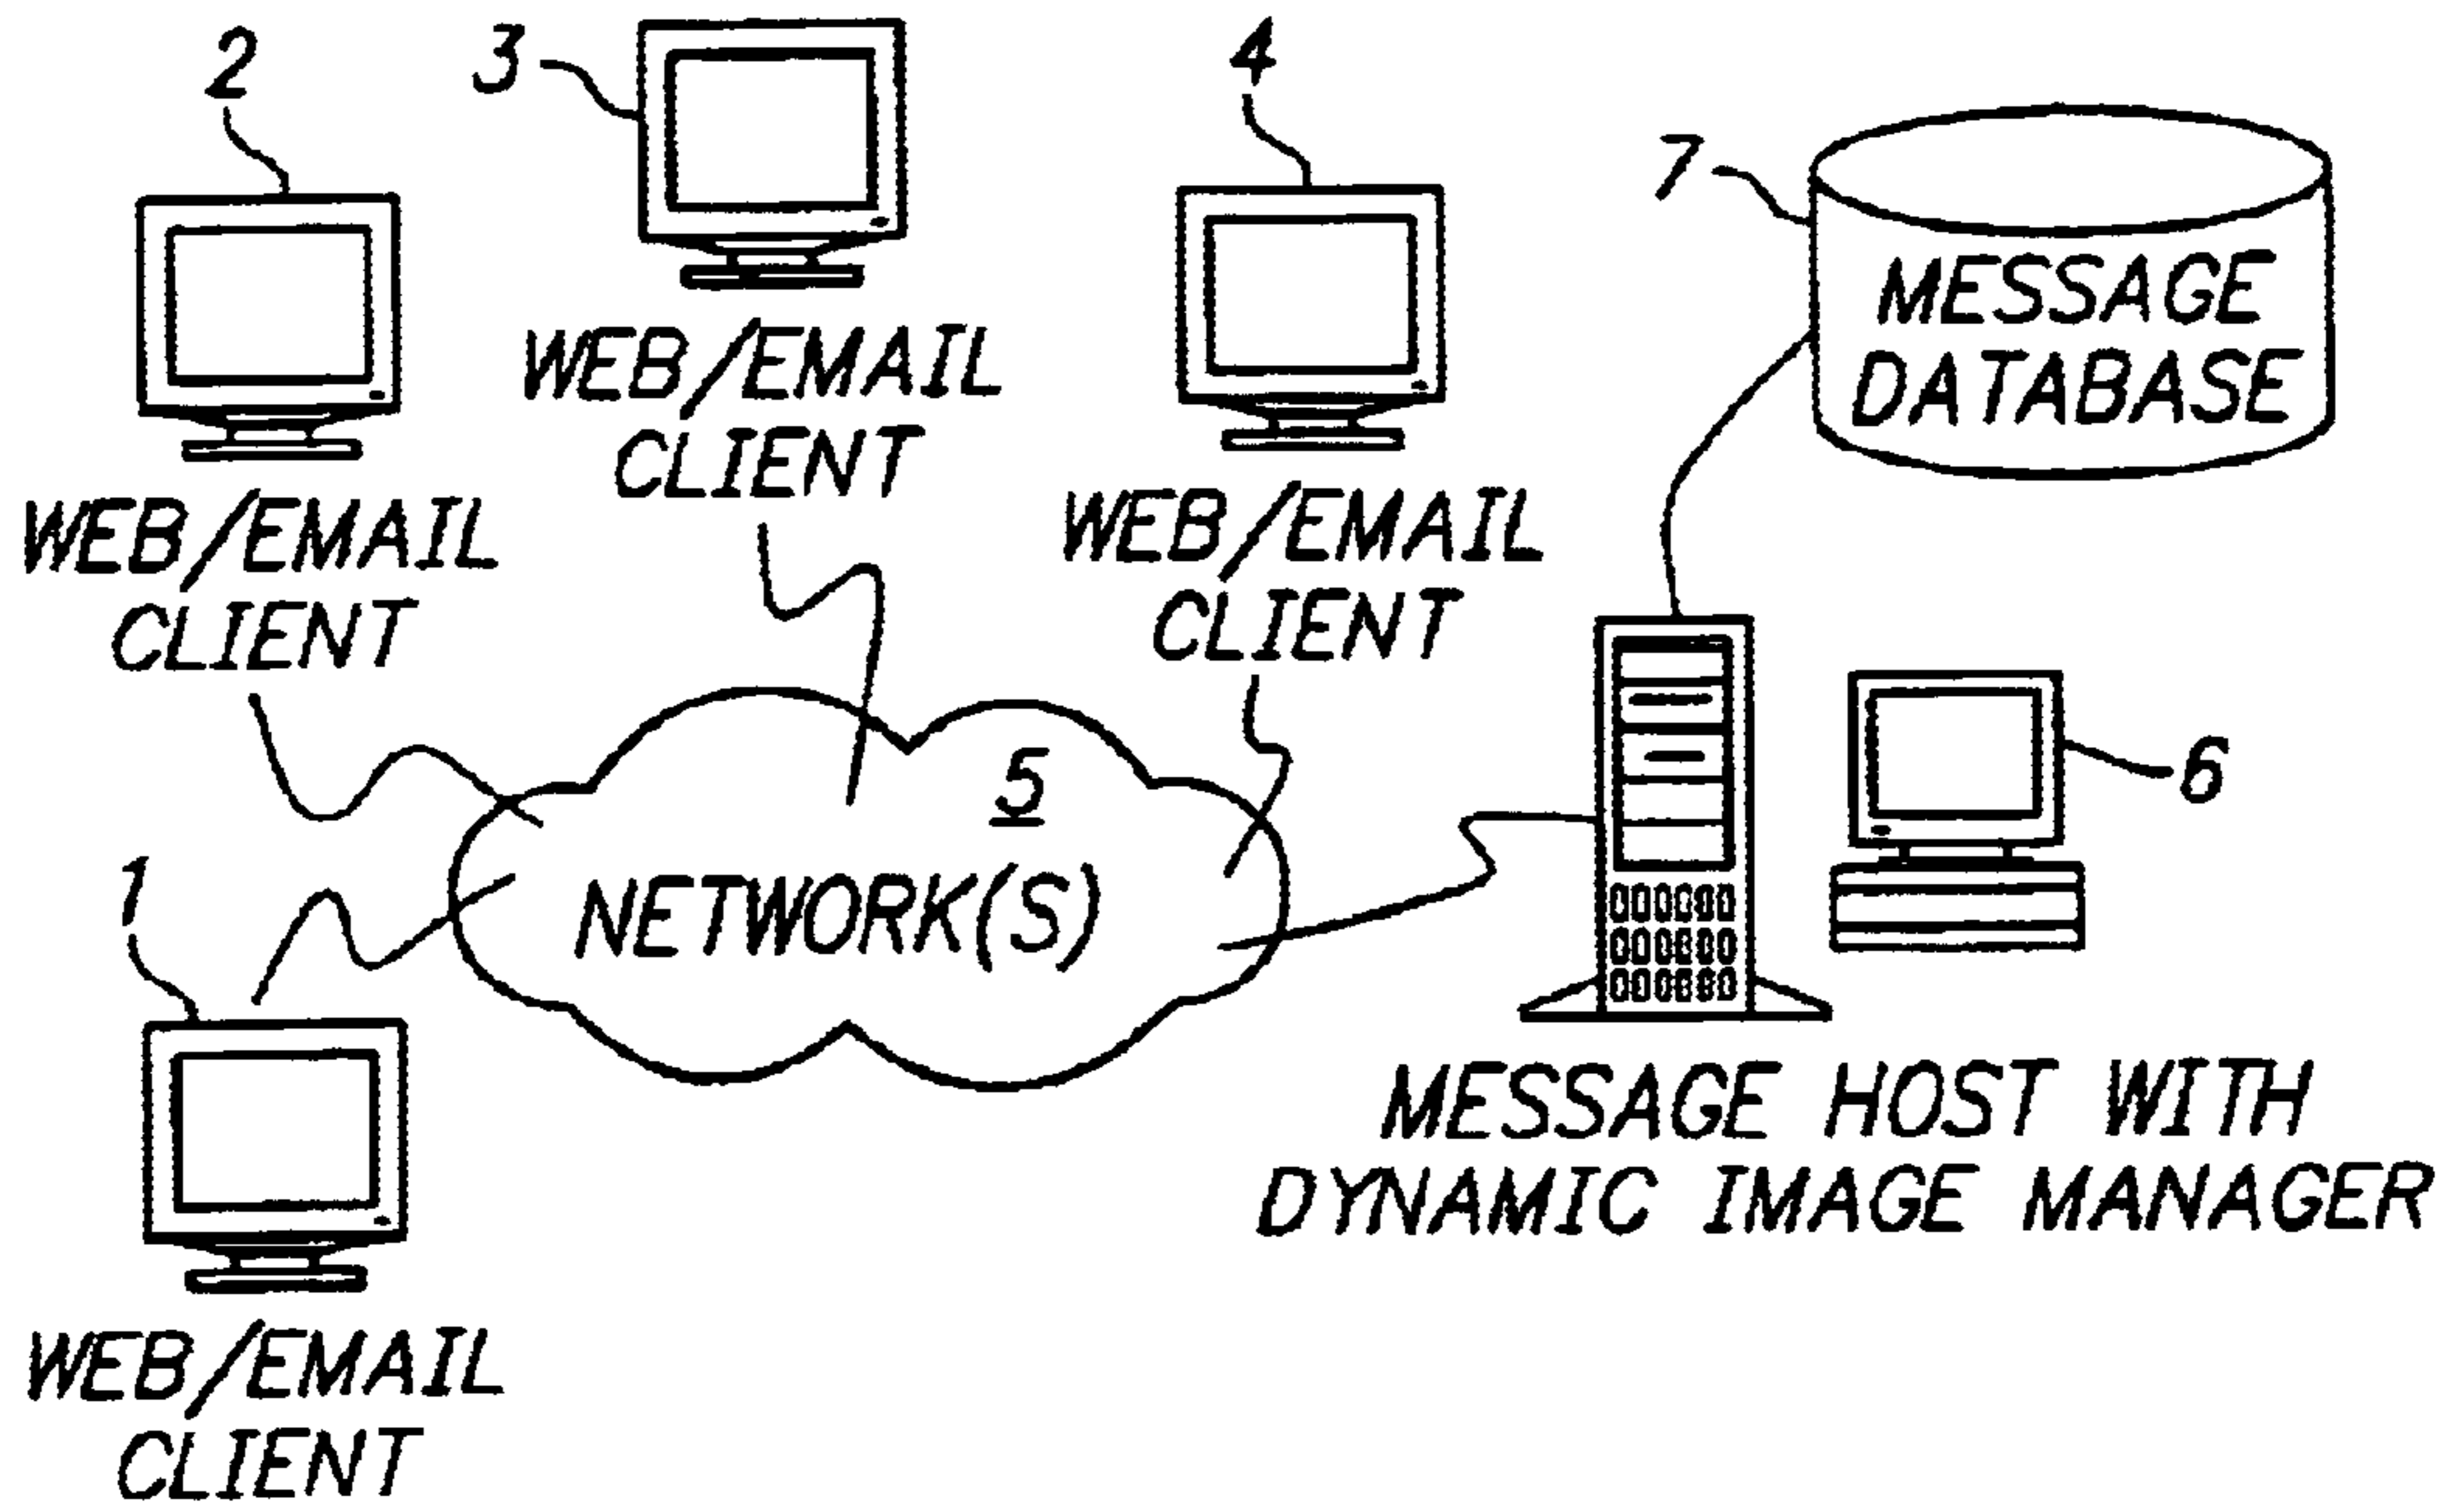 2
3
4
7
MESSAGE
DATABASE
WEB/EMAIL
CLIENT
WEB/EMAIL
CLIENT
WEB/EMAIL
CLIENT
5
NETWORK(S)
6
1
MESSAGE HOST WITH
DYNAMIC IMAGE MANAGER
WEB/EMAIL
CLIENT